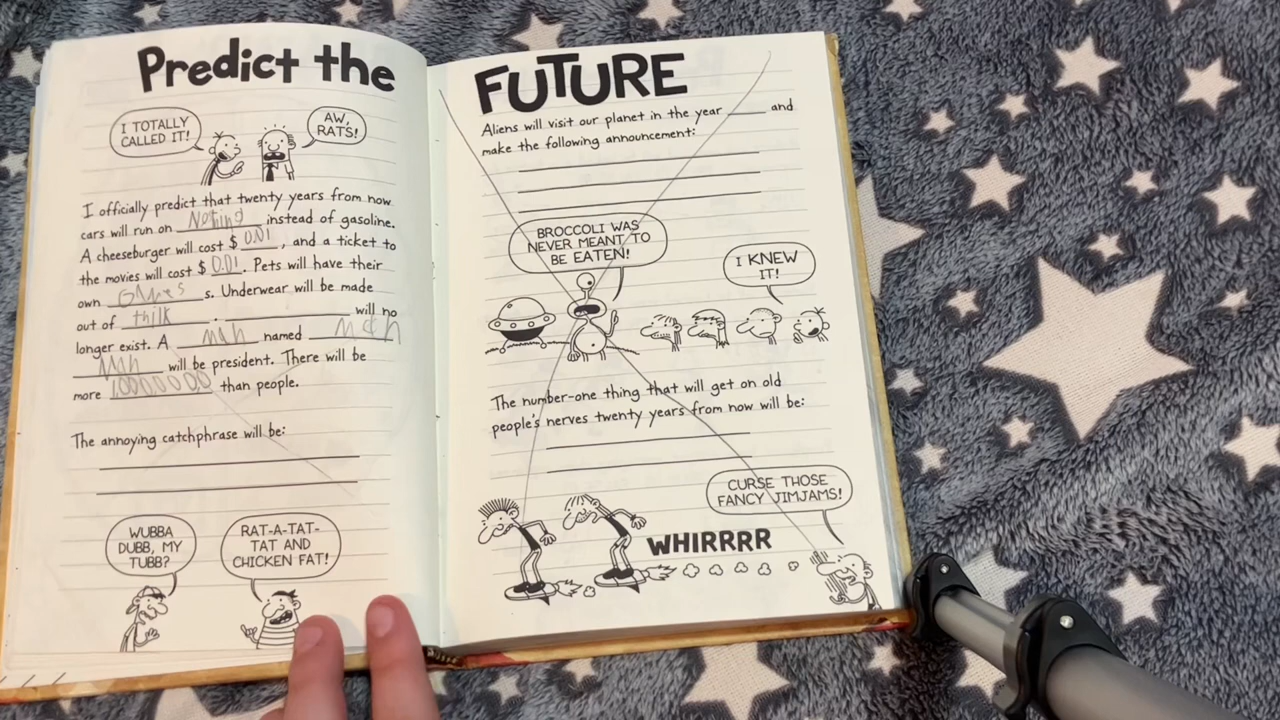 Predict the
I TOTALLY
CALLED IT!
AW,
RATS!
I officially predict that twenty years from now
cars will run on Nothing instead of gasoline.
A cheeseburger will cost $ 0.01, and a ticket to
the movies will cost $ 0.01. Pets will have their
own s. Underwear will be made
out of . will no
longer exist. A named
will be president. There will be
more than people.
The annoying catchphrase will be:
WUBBA
DUBB, MY
TUBB?
RAT-A-TAT-
TAT AND
CHICKEN FAT!
FUTURE
Aliens will visit our planet in the year and
make the following announcement:
BROCCOLI WAS
NEVER MEANT TO
BE EATEN!
I KNEW
IT!
The number-one thing that will get on old
people's nerves twenty years from now will be:
CURSE THOSE
FANCY JIMJAMS!
WHIRRRR